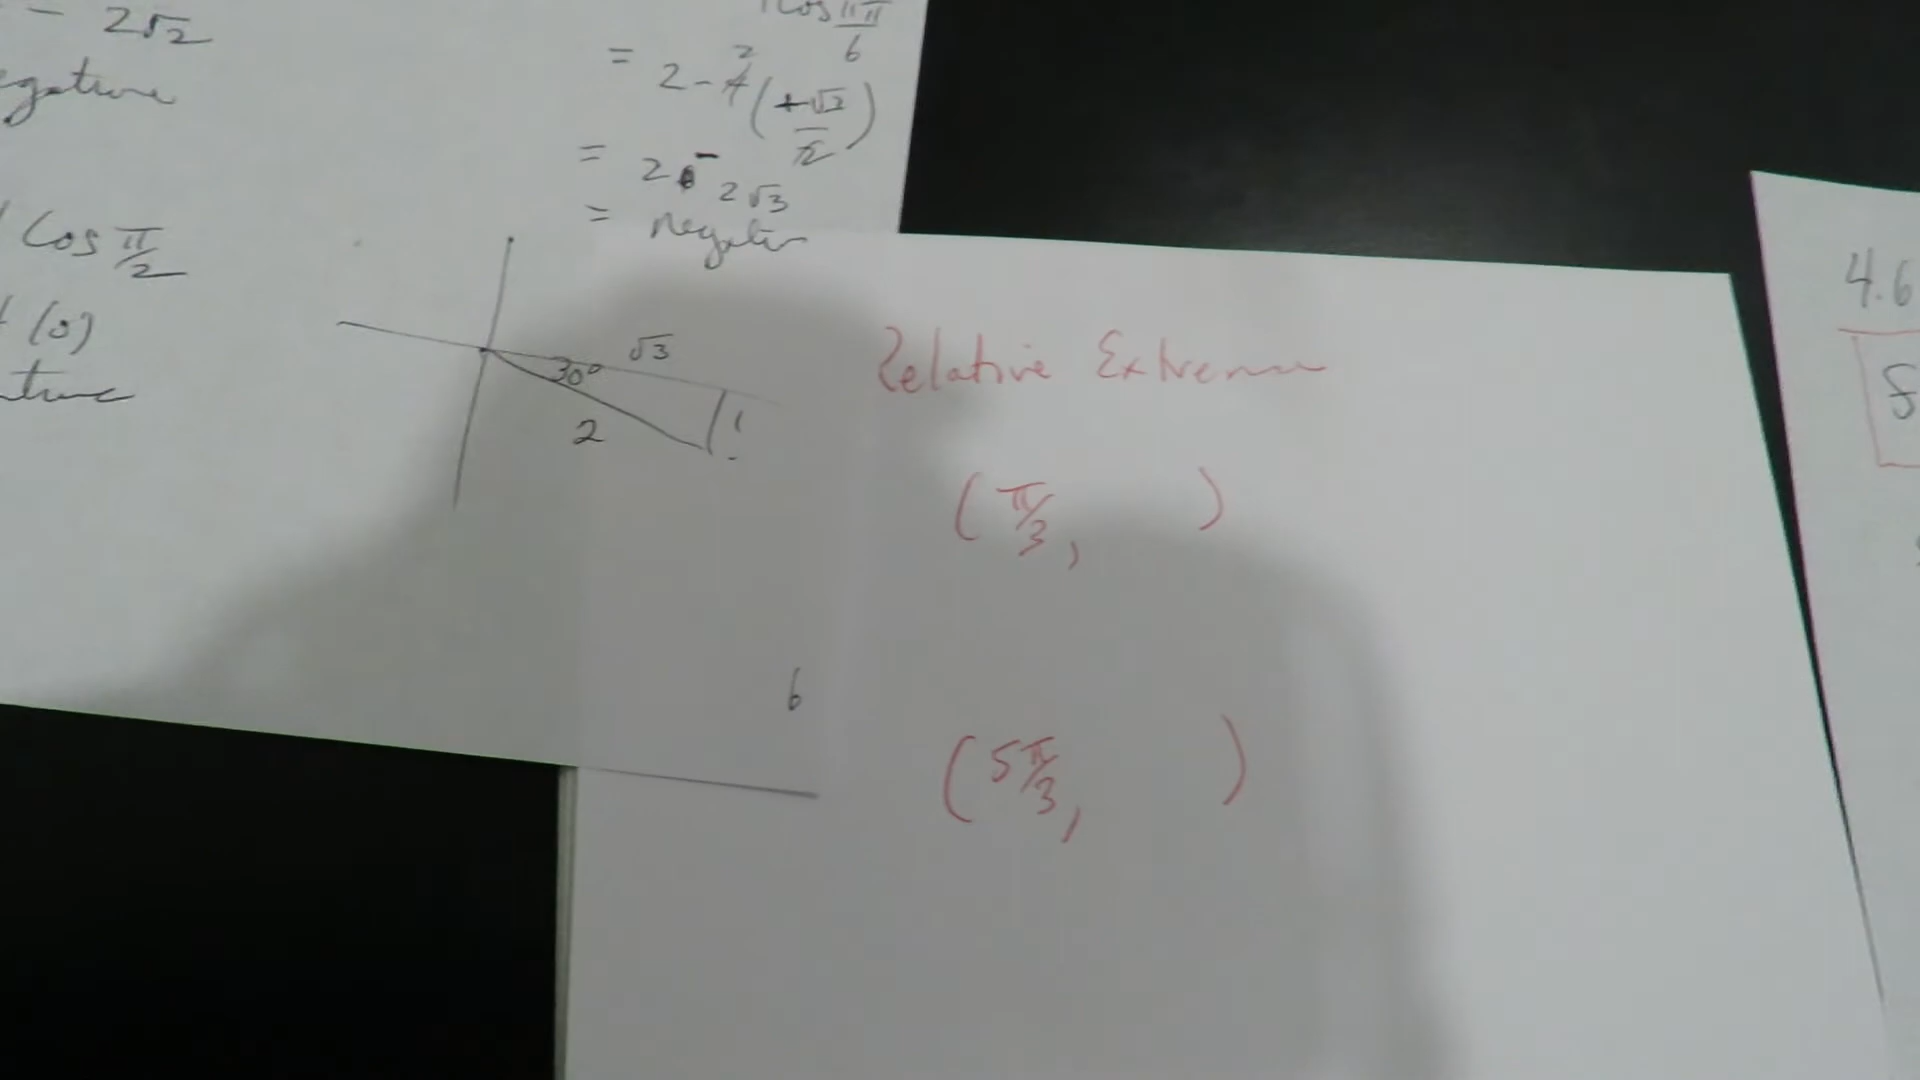 - 2√2
Cos π/2
(0)
Cos 11π/6
= 2 - 4 2 (+√3/2)
= 2 - 2√3
= negative
30°
√3
2
1
6
Relative Extrema
(π/3, )
(5π/3, )
4.6